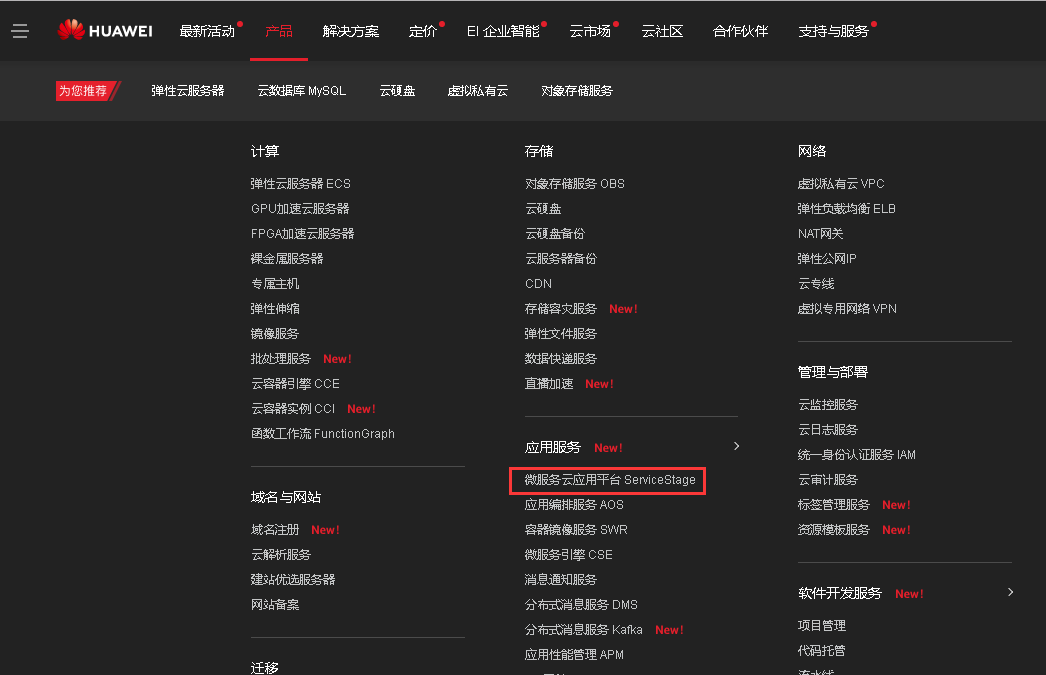 HUAWEI 最新活动 产品 解决方案 定价 EI 企业智能 云市场 云社区 合作伙伴 支持与服务
为您推荐 弹性云服务器 云数据库 MySQL 云硬盘 虚拟私有云 对象存储服务
计算
弹性云服务器 ECS
GPU加速云服务器
FPGA加速云服务器
裸金属服务器
专属主机
弹性伸缩
镜像服务
批处理服务 New!
云容器引擎 CCE
云容器实例 CCI New!
函数工作流 FunctionGraph
域名与网站
域名注册 New!
云解析服务
建站优选服务器
网站备案
迁移
存储
对象存储服务 OBS
云硬盘
云硬盘备份
云服务器备份
CDN
存储容灾服务 New!
弹性文件服务
数据快递服务
直播加速 New!
应用服务 New!
微服务云应用平台 ServiceStage
应用编排服务 AOS
容器镜像服务 SWR
微服务引擎 CSE
消息通知服务
分布式消息服务 DMS
分布式消息服务 Kafka New!
应用性能管理 APM
网络
虚拟私有云 VPC
弹性负载均衡 ELB
NAT网关
弹性公网IP
云专线
虚拟专用网络 VPN
管理与部署
云监控服务
云日志服务
统一身份认证服务 IAM
云审计服务
标签管理服务 New!
资源模板服务 New!
软件开发服务 New!
项目管理
代码托管
流水线